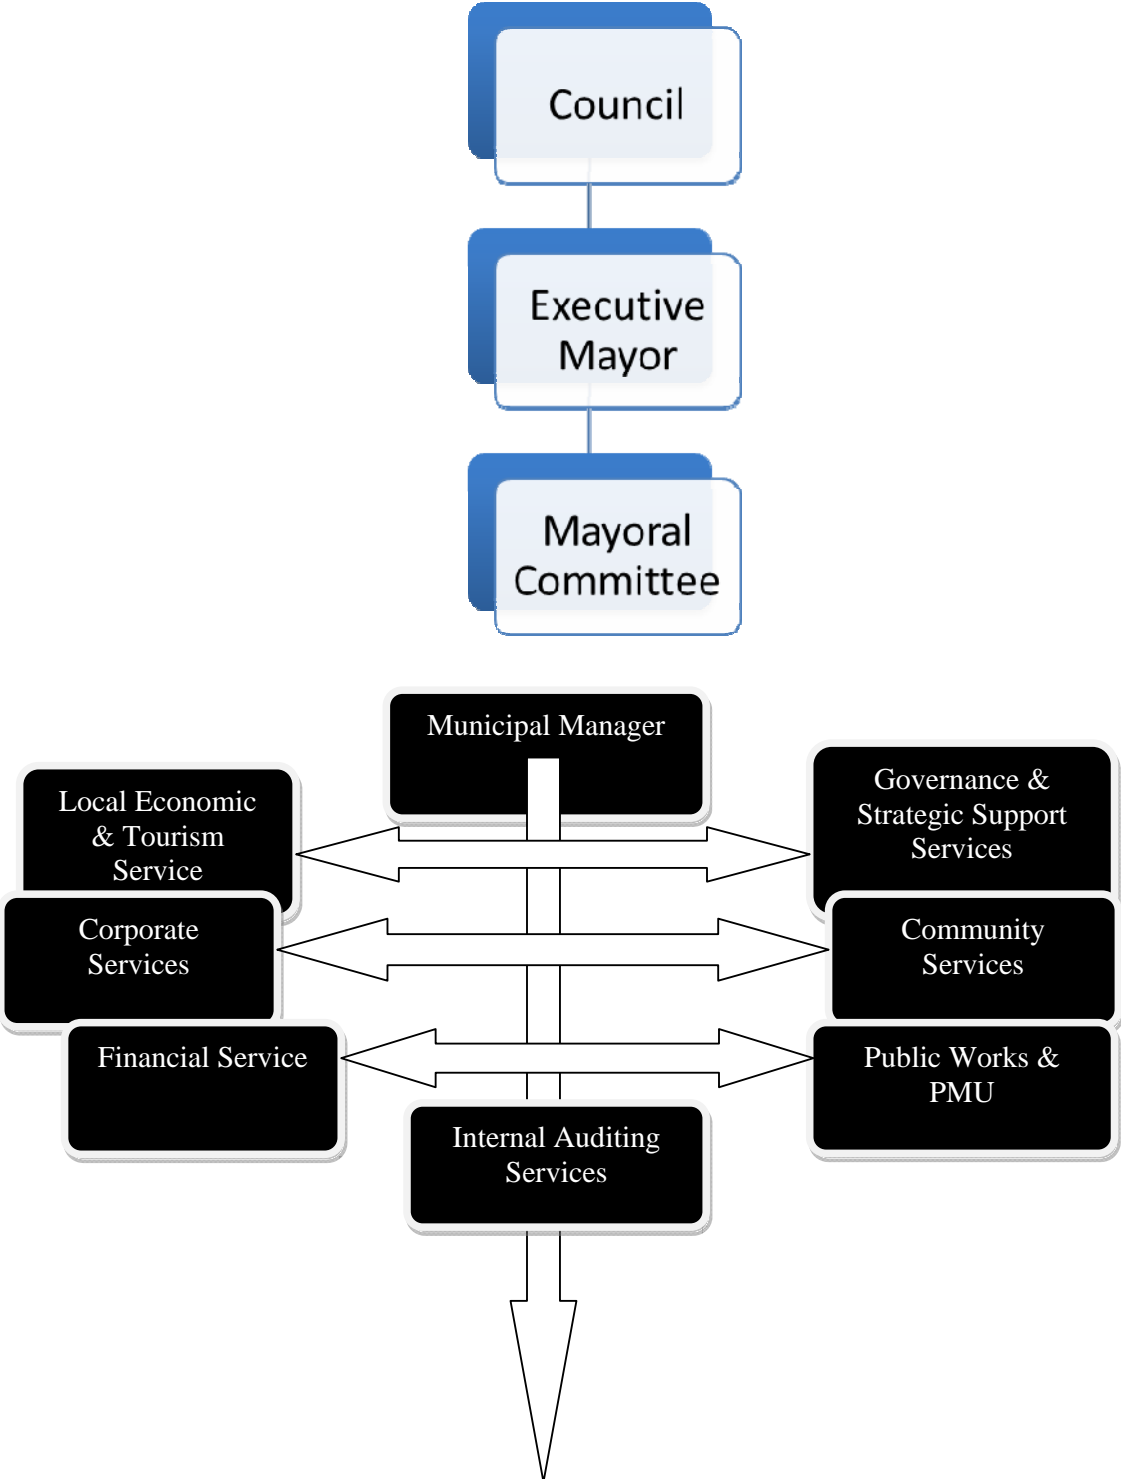 Council
Executive
Mayor
Mayoral
Committee
Municipal Manager
Local Economic
& Tourism
Service
Governance &
Strategic Support
Services
Corporate
Services
Community
Services
Financial Service
Public Works &
PMU
Internal Auditing
Services